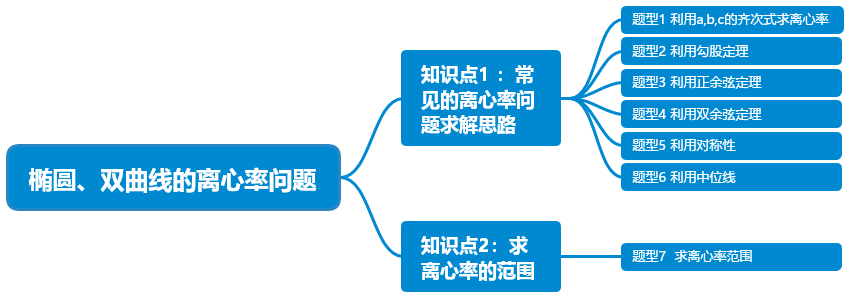 椭圆、双曲线的离心率问题
知识点1 ：常
见的离心率问
题求解思路
题型1 利用a,b,c的齐次式求离心率
题型2 利用勾股定理
题型3 利用正余弦定理
题型4 利用双余弦定理
题型5 利用对称性
题型6 利用中位线
知识点2：求
离心率的范围
题型7 求离心率范围